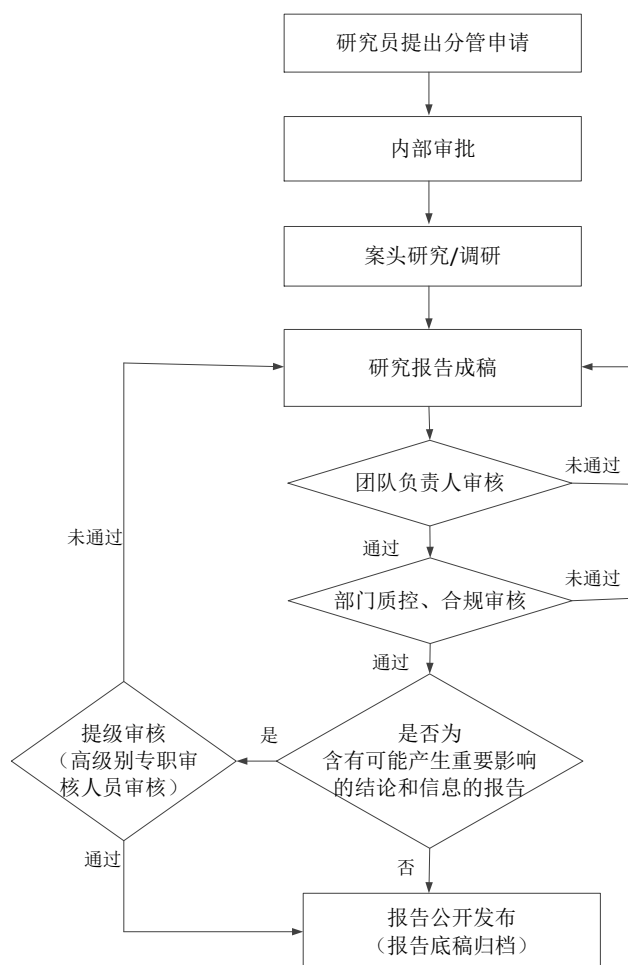 研究员提出分管申请
内部审批
案头研究/调研
研究报告成稿
团队负责人审核
未通过
未通过
通过
部门质控、合规审核
未通过
通过
提级审核
（高级别专职审
核人员审核）
是
是否为
含有可能产生重要影响
的结论和信息的报告
通过
否
报告公开发布
（报告底稿归档）